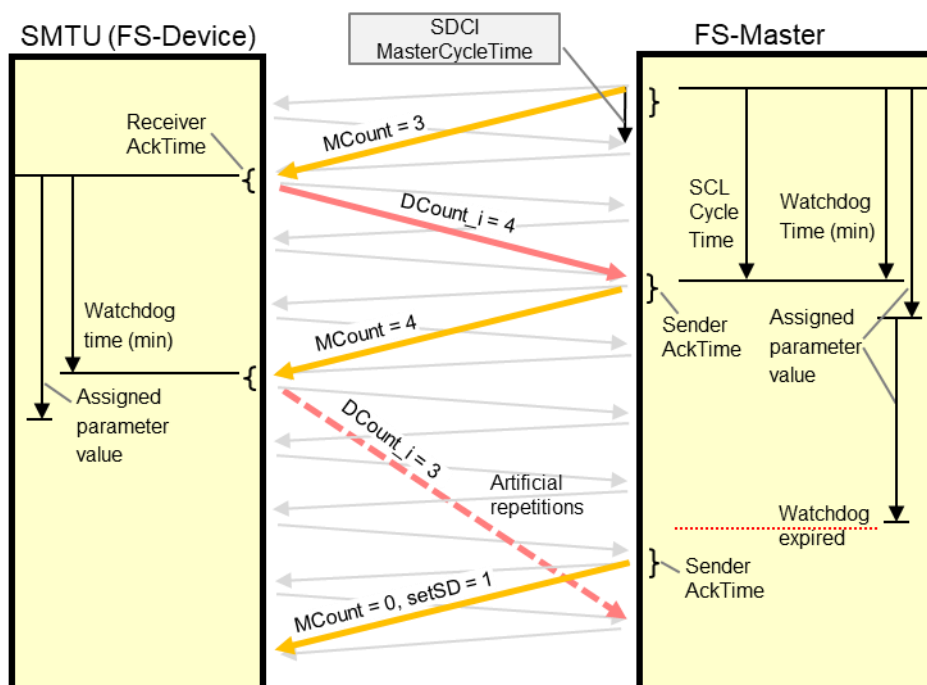 SDCI
MasterCycleTime
SMTU (FS-Device)
FS-Master
Receiver
AckTime
MCount = 3
SCL
Cycle
Time
Watchdog
Time (min)
DCount_i = 4
Watchdog
time (min)
MCount = 4
Sender
AckTime
Assigned
parameter
value
Assigned
parameter
value
DCount_i = 3
Artificial
repetitions
Watchdog
expired
Sender
AckTime
MCount = 0, setSD = 1